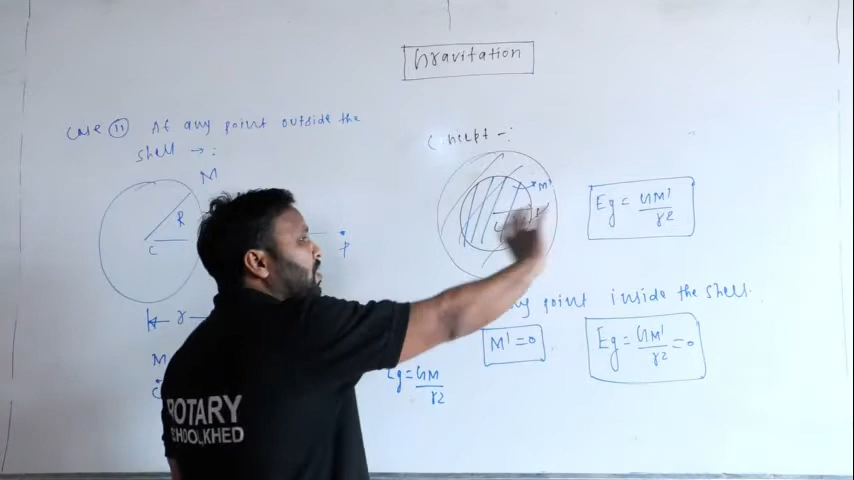 Gravitation
Case (11) At any point outside the
shell → :
M
R
C
P
r
M
C
Eg = GM
r2
Concept - :
M'
r
Eg = GM'
r2
any point inside the shell.
M' = 0
Eg = GM' = 0
r2
ROTARY
SCHOOL, KHED